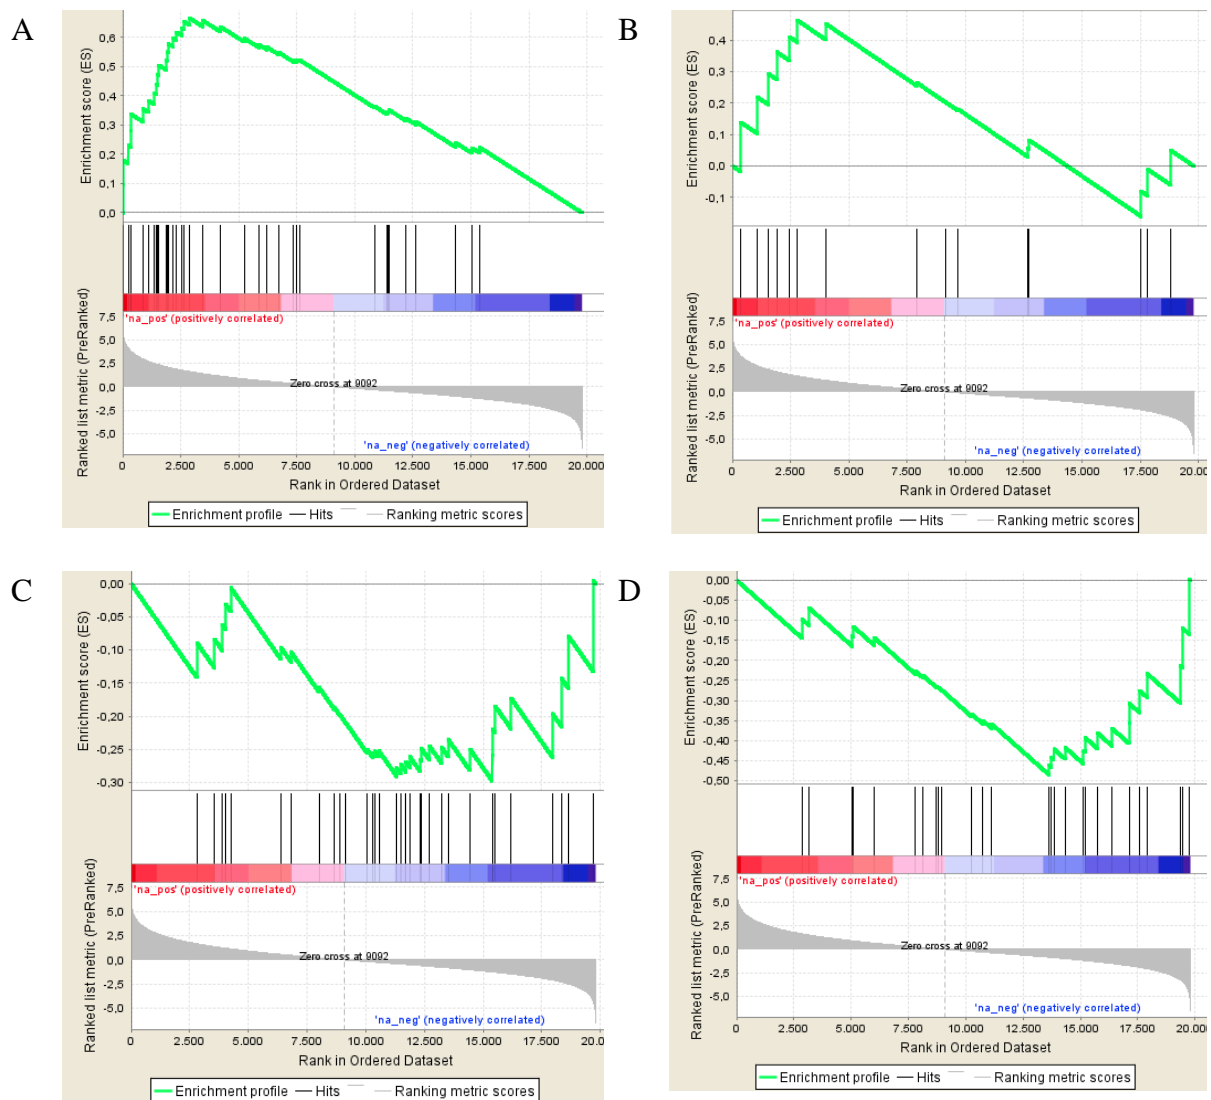 A
Enrichment score (ES)
0,6
0,5
0,4
0,3
0,2
0,1
0,0
Ranked list metric (PreRanked)
7,5
5,0
2,5
0,0
-2,5
-5,0
'na_pos' (positively correlated)
Zero cross at 9092
'na_neg' (negatively correlated)
0 2.500 5.000 7.500 10.000 12.500 15.000 17.500 20.000
Rank in Ordered Dataset
Enrichment profile Hits Ranking metric scores
B
Enrichment score (ES)
0,4
0,3
0,2
0,1
0,0
-0,1
Ranked list metric (PreRanked)
7,5
5,0
2,5
0,0
-2,5
-5,0
'na_pos' (positively correlated)
Zero cross at 9092
'na_neg' (negatively correlated)
0 2.500 5.000 7.500 10.000 12.500 15.000 17.500 20.00
Rank in Ordered Dataset
Enrichment profile Hits Ranking metric scores
C
Enrichment score (ES)
0,00
-0,05
-0,10
-0,15
-0,20
-0,25
-0,30
Ranked list metric (PreRanked)
7,5
5,0
2,5
0,0
-2,5
-5,0
'na_pos' (positively correlated)
Zero cross at 9092
'na_neg' (negatively correlated)
0 2.500 5.000 7.500 10.000 12.500 15.000 17.500 20.00
Rank in Ordered Dataset
Enrichment profile Hits Ranking metric scores
D
Enrichment score (ES)
0,00
-0,05
-0,10
-0,15
-0,20
-0,25
-0,30
-0,35
-0,40
-0,45
-0,50
Ranked list metric (PreRanked)
7,5
5,0
2,5
0,0
-2,5
-5,0
'na_pos' (positively correlated)
Zero cross at 9092
'na_neg' (negatively correlated)
0 2.500 5.000 7.500 10.000 12.500 15.000 17.500 20.00
Rank in Ordered Dataset
Enrichment profile Hits Ranking metric scores